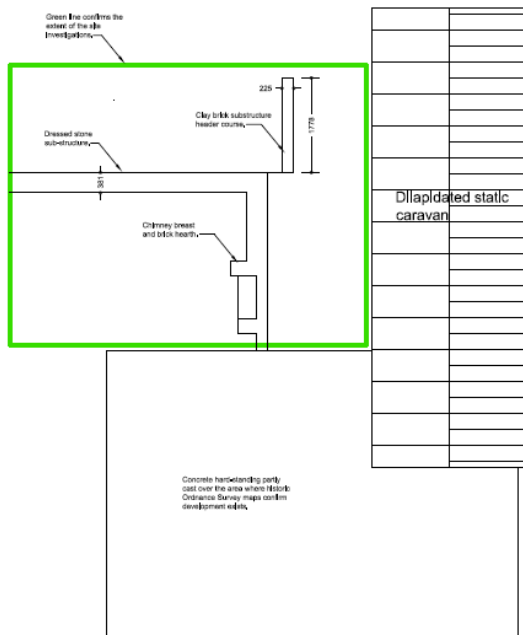 Green line confirms the
extent of the site
investigations.
225
Clay brick substructure
header course.
1778
Dressed stone
sub-structure.
381
Dilapidated static
caravan
Chimney breast
and brick hearth.
Concrete hard-standing partly
cast over the area where historic
Ordnance Survey maps confirm
development exists.